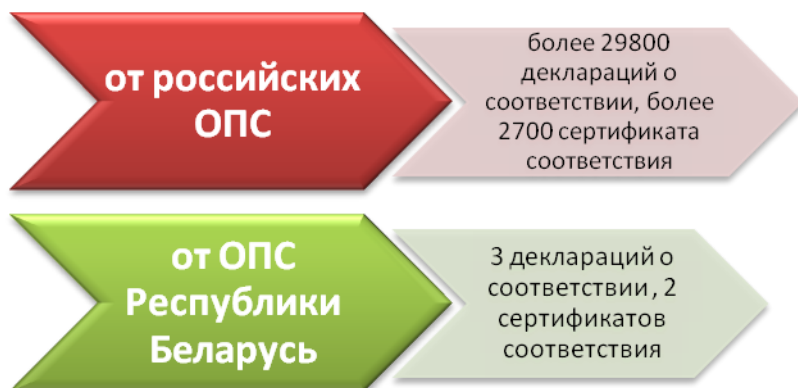 от российских
ОПС
более 29800
деклараций о
соответствии, более
2700 сертификата
соответствия
от ОПС
Республики
Беларусь
3 деклараций о
соответствии, 2
сертификатов
соответствия